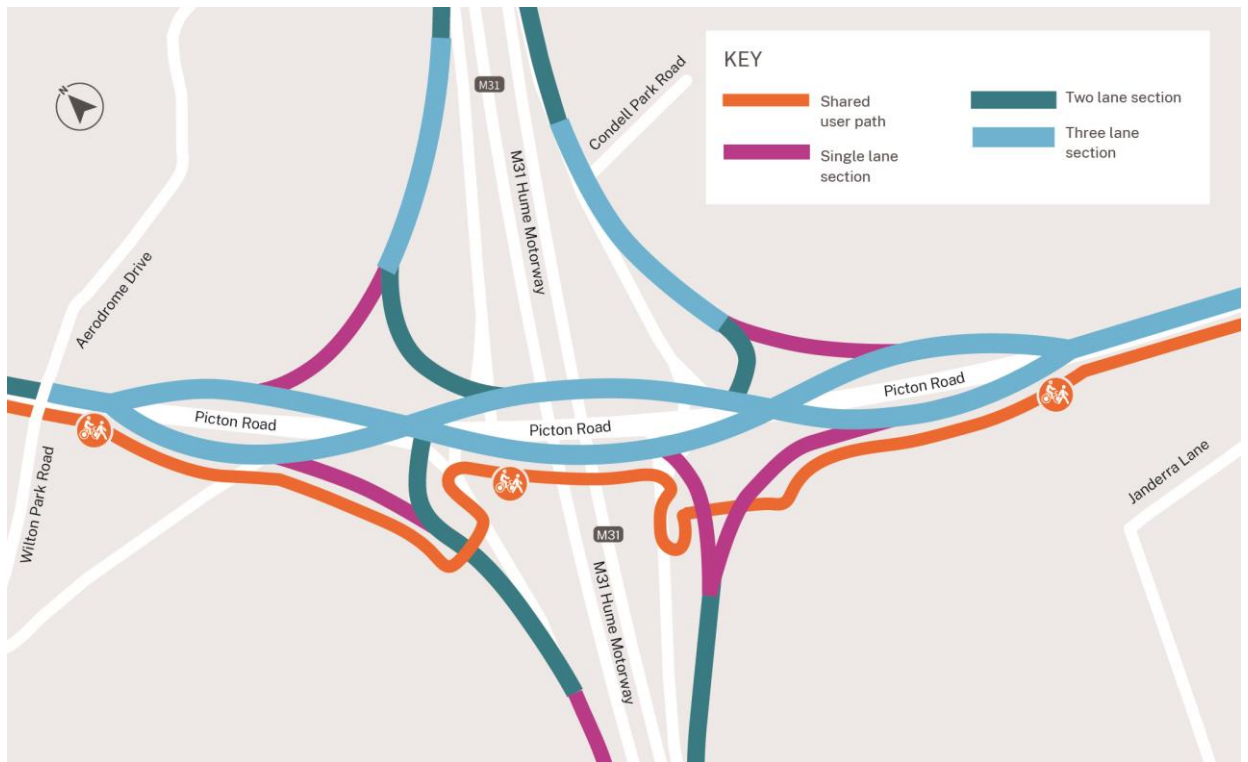 KEY
Shared
user path
Single lane
section
Two lane section
Three lane
section
N
M31
Condell Park Road
M31 Hume Motorway
Aerodrome Drive
Picton Road
Picton Road
Picton Road
Wilton Park Road
Janderra Lane
M31
M31 Hume Motorway